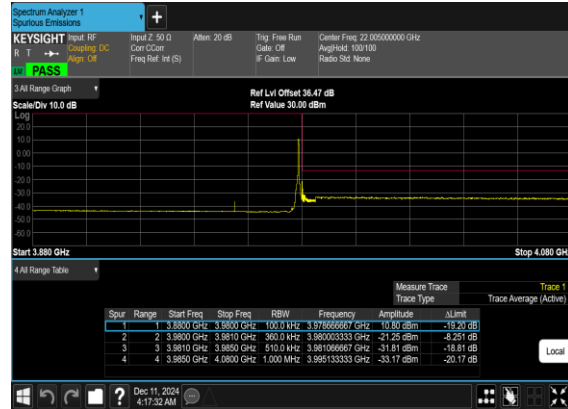 Spectrum Analyzer 1
Spurious Emissions
+
KEYSIGHT Input: RF Input Z: 50 Ω Atten: 20 dB Trig: Free Run Center Freq: 22.005000000 GHz
R T Coupling: DC Corr CCorr Gate: Off Avg|Hold: 100/100
Align: Off Freq Ref: Int (S) IF Gain: Low Radio Std: None
PASS
3 All Range Graph
Ref Lvl Offset 36.47 dB
Scale/Div 10.0 dB Ref Value 30.00 dBm
Log
20.0
10.0
0.00
-10.0
-20.0
-30.0
-40.0
-50.0
-60.0
Start 3.880 GHz Stop 4.080 GH
4 All Range Table
Measure Trace Trace 1
Trace Type Trace Average (Active)
Spur Range Start Freq Stop Freq RBW Frequency Amplitude ΔLimit
1 1 3.8800 GHz 3.9800 GHz 100.0 kHz 3.978666667 GHz 10.80 dBm -19.20 dB
2 2 3.9800 GHz 3.9810 GHz 360.0 kHz 3.980003333 GHz -21.25 dBm -8.251 dB
3 3 3.9810 GHz 3.9850 GHz 510.0 kHz 3.981066667 GHz -31.81 dBm -18.81 dB
4 4 3.9850 GHz 4.0800 GHz 1.000 MHz 3.995133333 GHz -33.17 dBm -20.17 dB
Local
?
Dec 11, 2024
4:17:32 AM